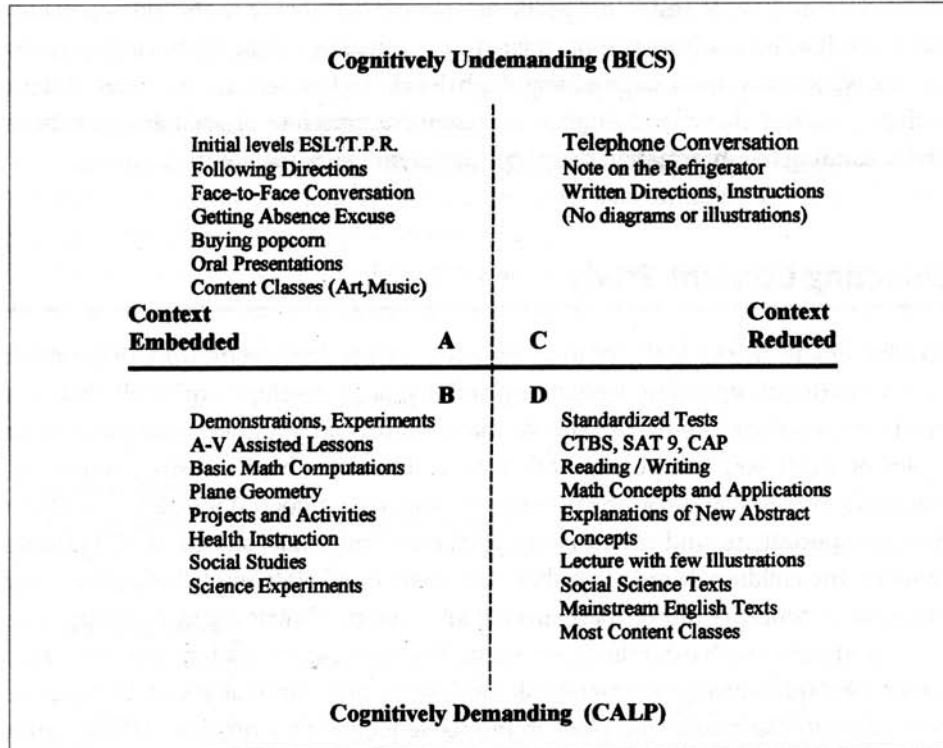 Cognitively Undemanding (BICS)
Initial levels ESL?T.P.R.
Following Directions
Face-to-Face Conversation
Getting Absence Excuse
Buying popcorn
Oral Presentations
Content Classes (Art,Music)
Telephone Conversation
Note on the Refrigerator
Written Directions, Instructions
(No diagrams or illustrations)
Context
Embedded
A
C
Context
Reduced
B
D
Demonstrations, Experiments
A-V Assisted Lessons
Basic Math Computations
Plane Geometry
Projects and Activities
Health Instruction
Social Studies
Science Experiments
Standardized Tests
CTBS, SAT 9, CAP
Reading / Writing
Math Concepts and Applications
Explanations of New Abstract
Concepts
Lecture with few Illustrations
Social Science Texts
Mainstream English Texts
Most Content Classes
Cognitively Demanding (CALP)